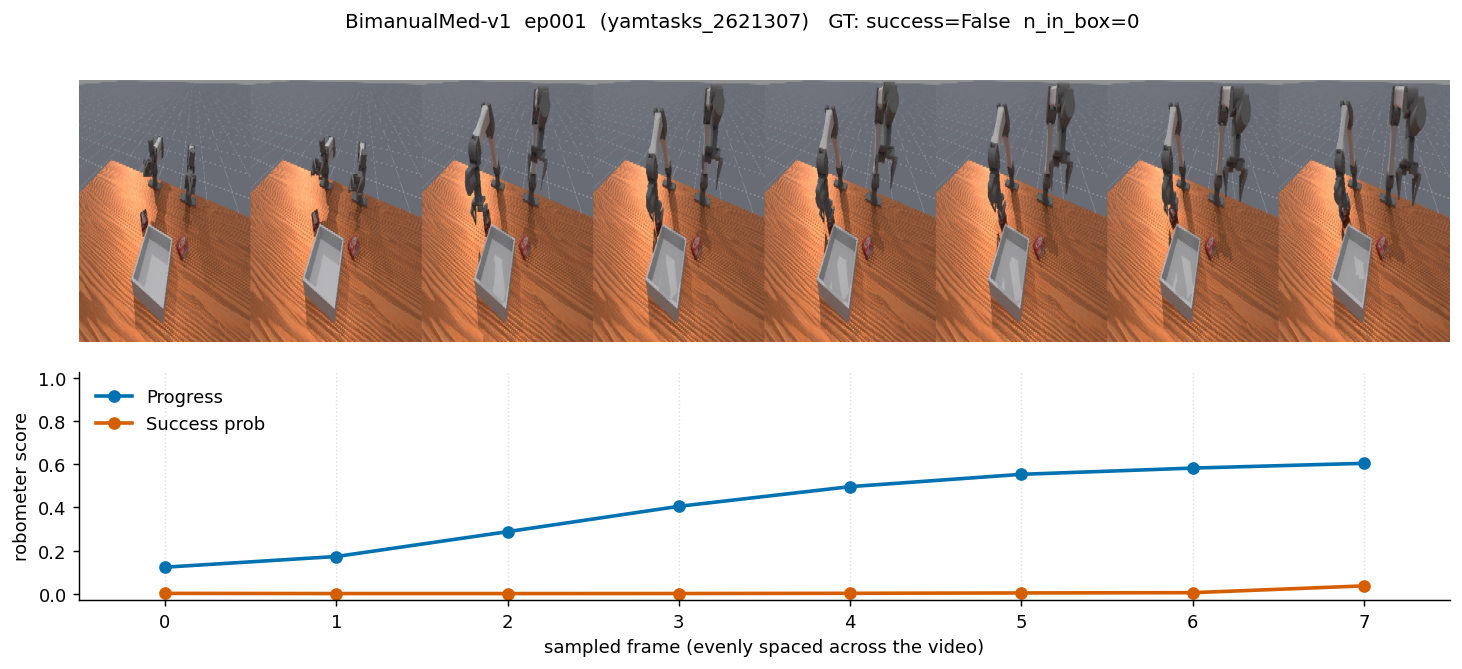 BimanualMed-v1  ep001  (yamtasks_2621307)   GT: success=False  n_in_box=0
1.0
0.8
0.6
0.4
0.2
0.0
robometer score
Progress
Success prob
0 1 2 3 4 5 6 7
sampled frame (evenly spaced across the video)